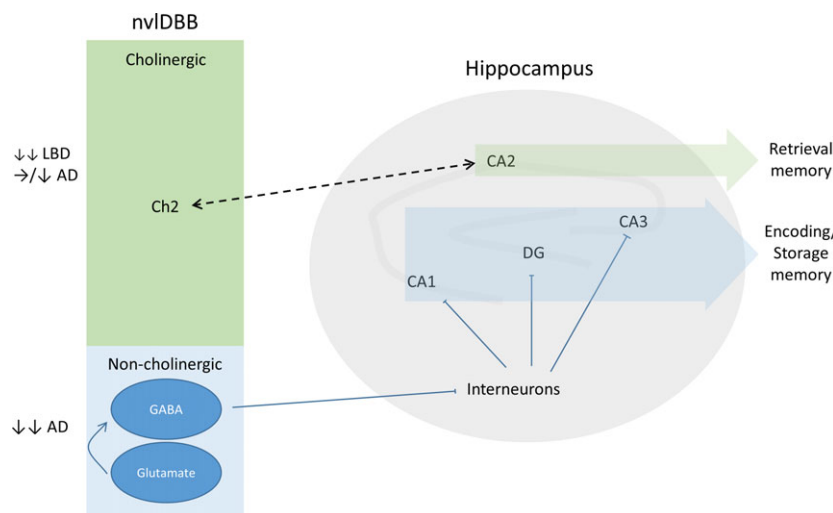 nvlDBB
Cholinergic
↓↓ LBD
→/↓ AD
Ch2
Non-cholinergic
GABA
↓↓ AD
Glutamate
Hippocampus
CA2
Retrieval
memory
CA3
DG
CA1
Encoding/
Storage
memory
Interneurons